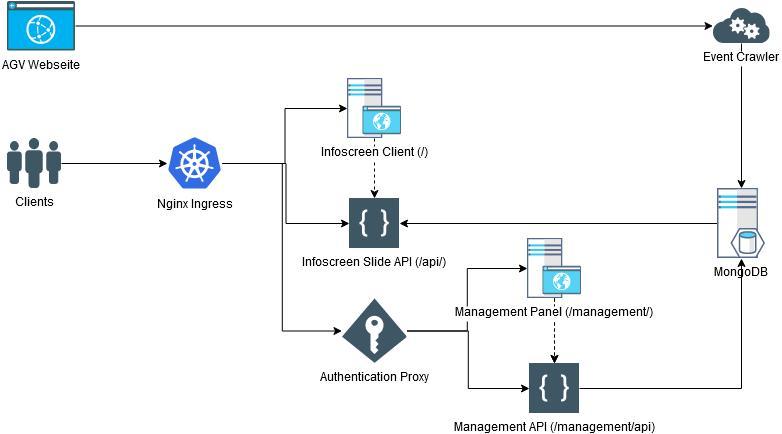 AGV Webseite
Event Crawler
Infoscreen Client (/)
Clients
Nginx Ingress
{ }
Infoscreen Slide API (/api/)
MongoDB
Management Panel (/management/)
Authentication Proxy
{ }
Management API (/management/api)